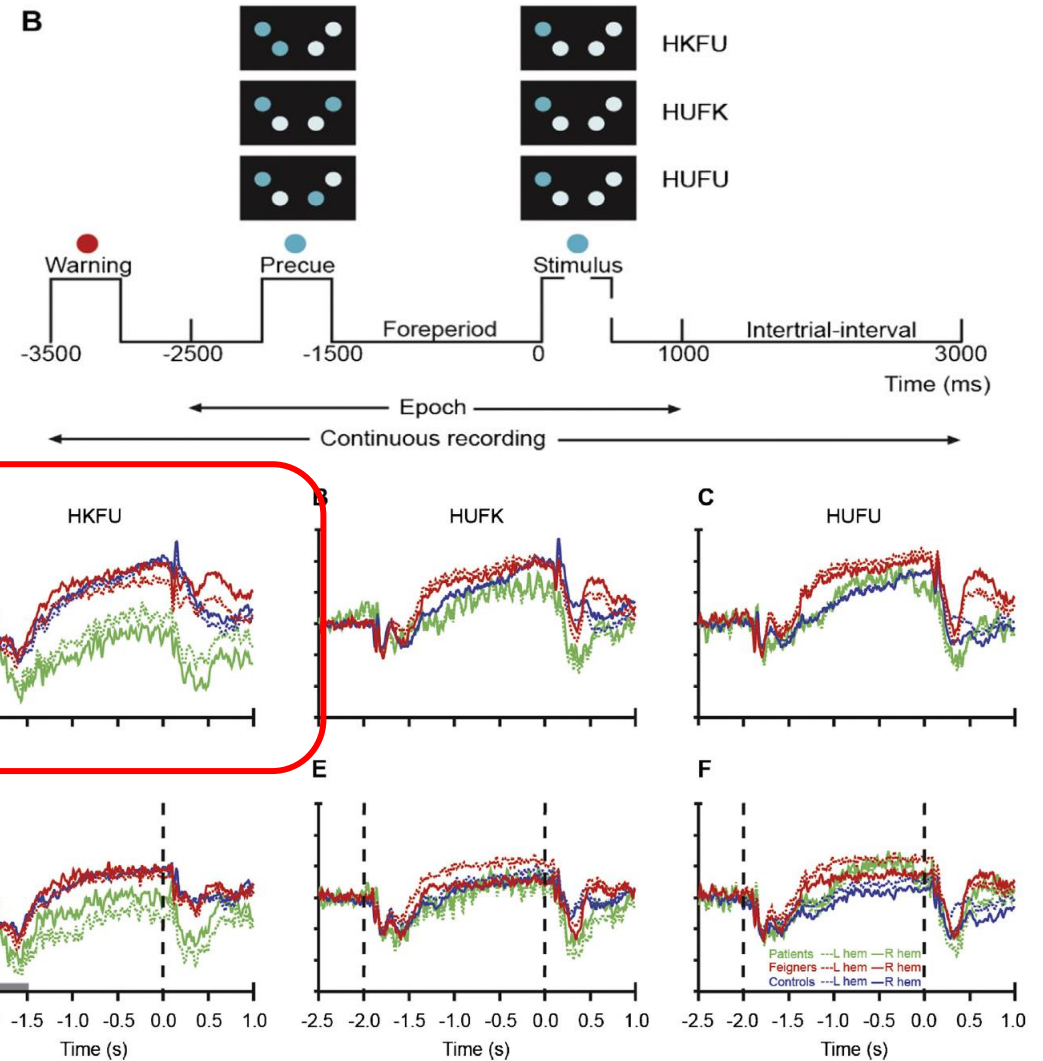 B
HKFU
HUFK
HUFU
Warning
Precue
Stimulus
Foreperiod
Intertrial-interval
-3500
-2500
-1500
0
1000
3000
Time (ms)
Epoch
Continuous recording
B
C
HKFU
HUFK
HUFU
E
F
Patients ---L hem —R hem
Feigners ---L hem —R hem
Controls ---L hem —R hem
-1.5 -1.0 -0.5 0.0 0.5 1.0
-2.5 -2.0 -1.5 -1.0 -0.5 0.0 0.5 1.0
-2.5 -2.0 -1.5 -1.0 -0.5 0.0 0.5 1.0
Time (s)
Time (s)
Time (s)